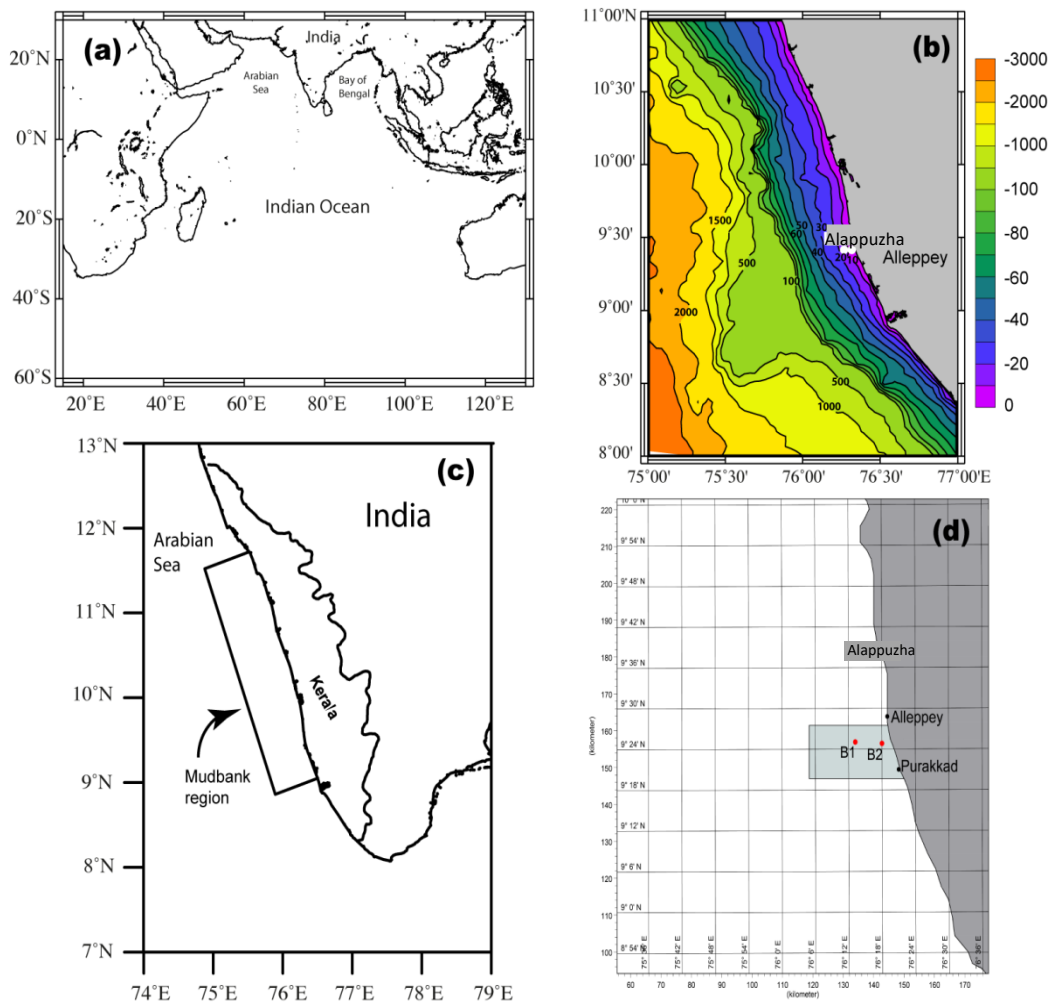 (a)
India
Arabian
Sea
Bay of
Bengal
Indian Ocean
20°N
0°N
20°S
40°S
60°S
20°E
40°E
60°E
80°E
100°E
120°E
(b)
11°00'N
10°30'
10°00'
9°30'
9°00'
8°30'
8°00'
75°00'
75°30'
76°00'
76°30'
77°00'E
1500
500
100
2000
500
1000
50
60
30
40
20
10
Alappuzha
Alleppey
-3000
-2000
-1000
-100
-80
-60
-40
-20
0
(c)
India
Arabian
Sea
Kerala
Mudbank
region
13°N
12°N
11°N
10°N
9°N
8°N
7°N
74°E
75°E
76°E
77°E
78°E
79°E
(d)
Alappuzha
Alleppey
B1
B2
Purakkad
10° 0' N
9° 54' N
9° 48' N
9° 42' N
9° 36' N
9° 30' N
9° 24' N
9° 18' N
9° 12' N
9° 6' N
9° 0' N
8° 54' N
220
210
200
190
180
170
160
150
140
130
120
110
100
(kilometer)
75° 36' E
75° 42' E
75° 48' E
75° 54' E
76° 0' E
76° 6' E
76° 12' E
76° 18' E
76° 24' E
76° 30' E
76° 36' E
60
70
80
90
100
110
120
130
140
150
160
170
(kilometer)